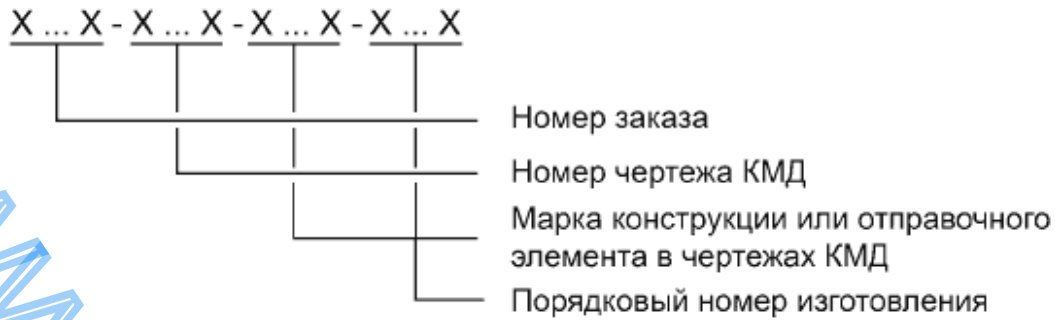 X ... X - X ... X - X ... X - X ... X
Номер заказа
Номер чертежа КМД
Марка конструкции или отправочного
элемента в чертежах КМД
Порядковый номер изготовления